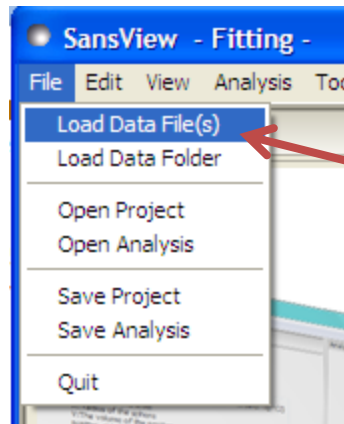 SansView - Fitting -
File Edit View Analysis
Load Data File(s)
Load Data Folder
Open Project
Open Analysis
Save Project
Save Analysis
Quit